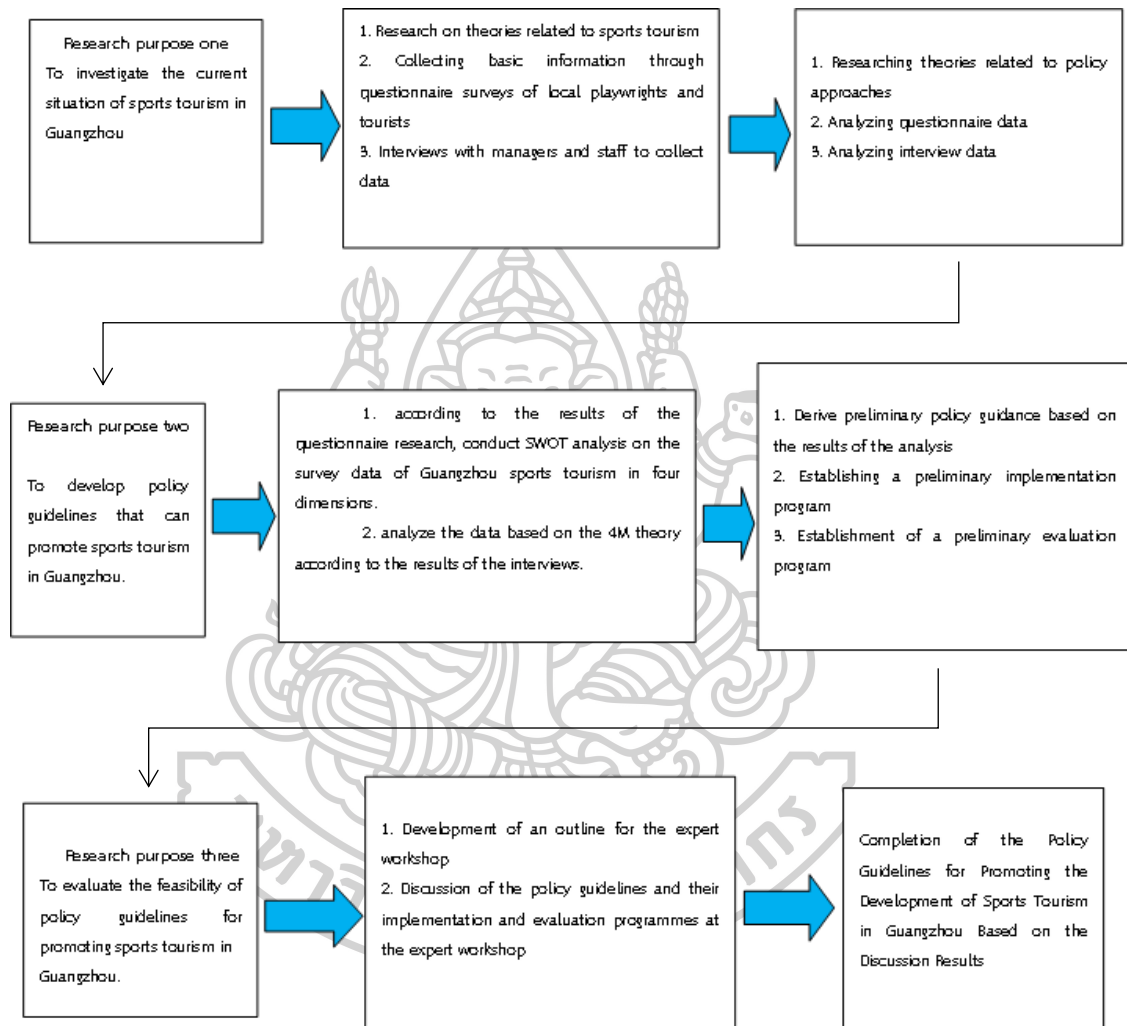 Research purpose one
To investigate the current
situation of sports tourism in
Guangzhou
1. Research on theories related to sports tourism
2. Collecting basic information through
questionnaire surveys of local playwrights and
tourists
3. Interviews with managers and staff to collect
data
1. Researching theories related to policy
approaches
2. Analyzing questionnaire data
3. Analyzing interview data
Research purpose two
To develop policy
guidelines that can
promote sports tourism
in Guangzhou.
1. according to the results of the
questionnaire research, conduct SWOT analysis on the
survey data of Guangzhou sports tourism in four
dimensions.
2. analyze the data based on the 4M theory
according to the results of the interviews.
1. Derive preliminary policy guidance based on
the results of the analysis
2. Establishing a preliminary implementation
program
3. Establishment of a preliminary evaluation
program
Research purpose three
To evaluate the feasibility of
policy guidelines for
promoting sports tourism in
Guangzhou.
1. Development of an outline for the expert
workshop
2. Discussion of the policy guidelines and their
implementation and evaluation programmes at
the expert workshop
Completion of the Policy
Guidelines for Promoting the
Development of Sports Tourism
in Guangzhou Based on the
Discussion Results